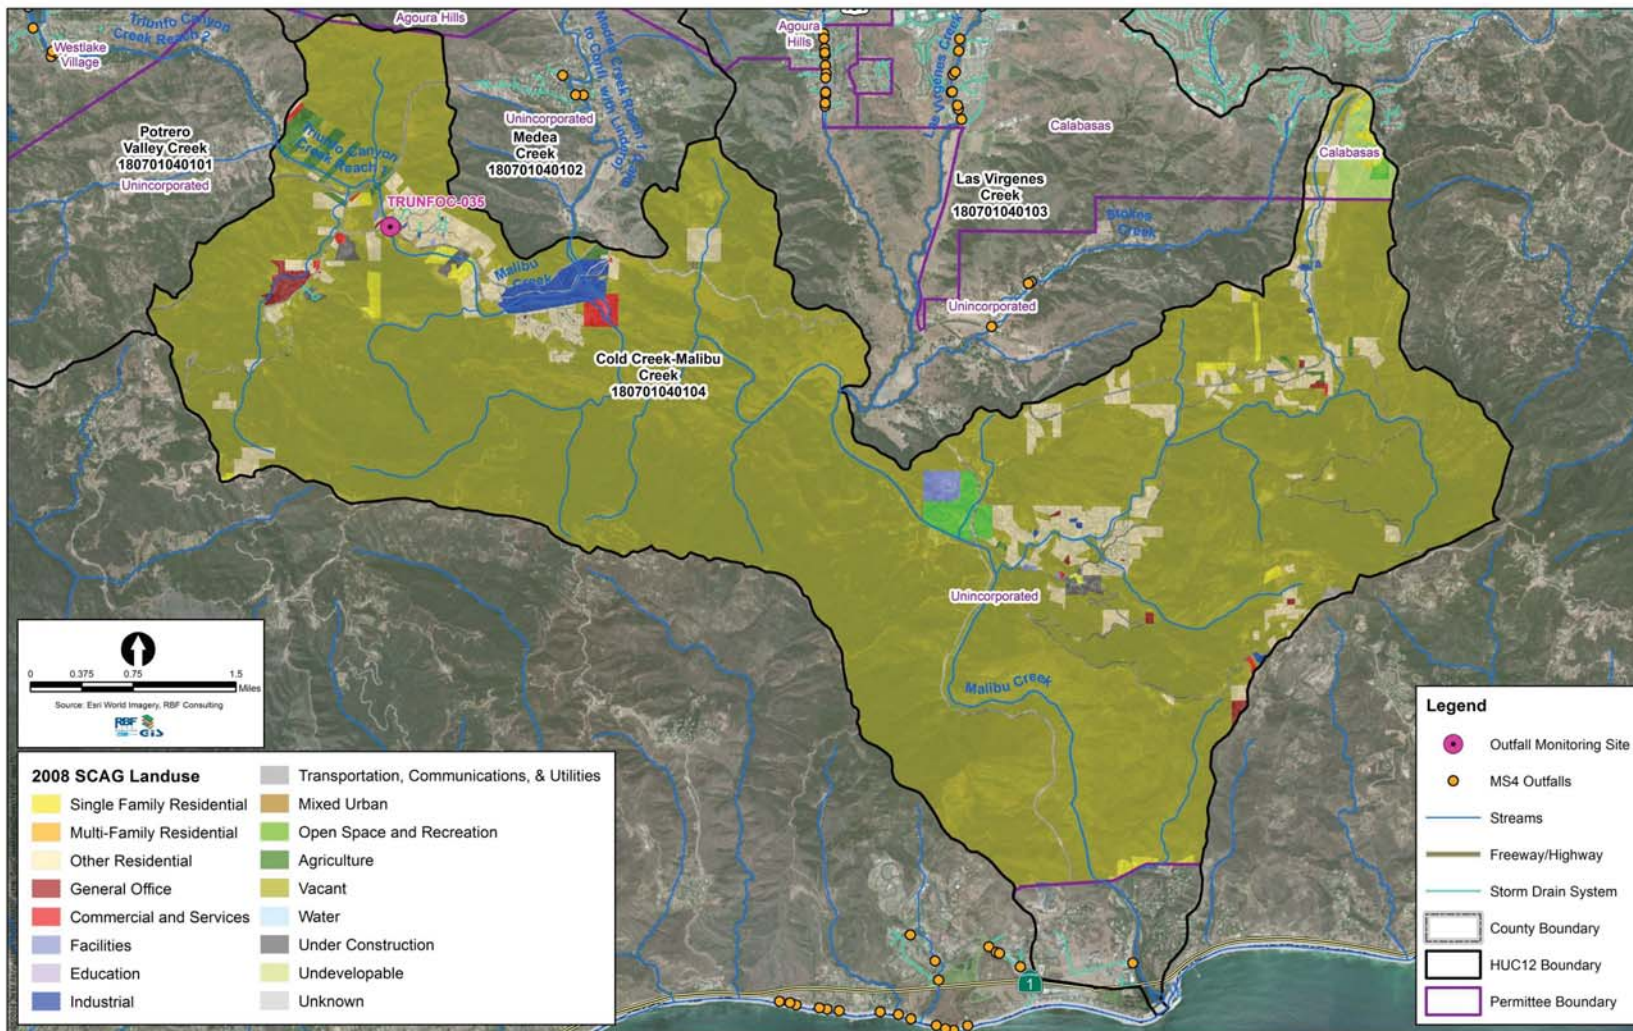 Triunfo Canyon
Creek Reach 2
Westlake
Village
Agoura Hills
Medea Creek Reach 1 (Lake
to Confl with Lindero)
Agoura
Hills
Las Virgenes Creek
Potrero
Valley Creek
180701040101
Unincorporated
Triunfo Canyon
Creek Reach 1
Unincorporated
Medea
Creek
180701040102
TRUNFOC-035
Calabasas
Calabasas
Las Virgenes
Creek
180701040103
Stokes
Creek
Malibu
Creek
Unincorporated
Cold Creek-Malibu
Creek
180701040104
Unincorporated
Malibu Creek
1
0 0.375 0.75 1.5
Miles
Source: Esri World Imagery, RBF Consulting
RBF
GIS
2008 SCAG Landuse
Single Family Residential
Multi-Family Residential
Other Residential
General Office
Commercial and Services
Facilities
Education
Industrial
Transportation, Communications, & Utilities
Mixed Urban
Open Space and Recreation
Agriculture
Vacant
Water
Under Construction
Undevelopable
Unknown
Legend
Outfall Monitoring Site
MS4 Outfalls
Streams
Freeway/Highway
Storm Drain System
County Boundary
HUC12 Boundary
Permittee Boundary